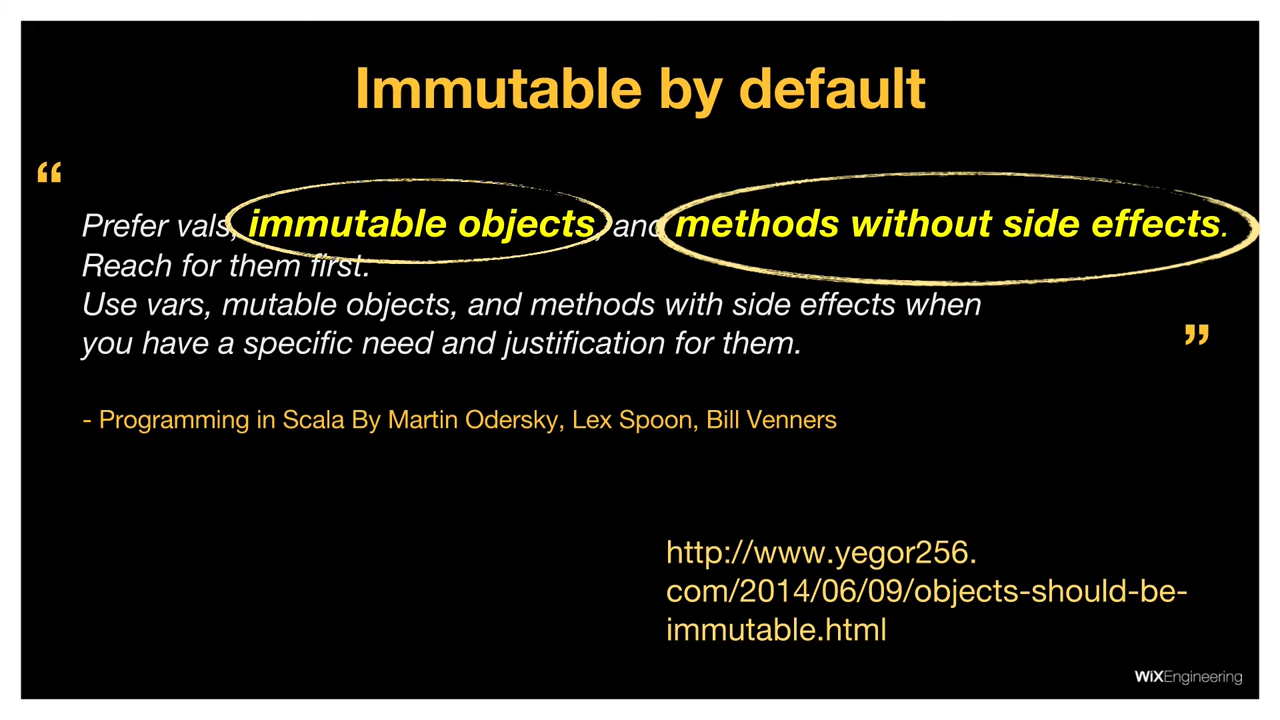 Immutable by default
“
Prefer vals, immutable objects, and methods without side effects.
Reach for them first.
Use vars, mutable objects, and methods with side effects when
you have a specific need and justification for them.
”
- Programming in Scala By Martin Odersky, Lex Spoon, Bill Venners
http://www.yegor256.
com/2014/06/09/objects-should-be-
immutable.html
WiXEngineering